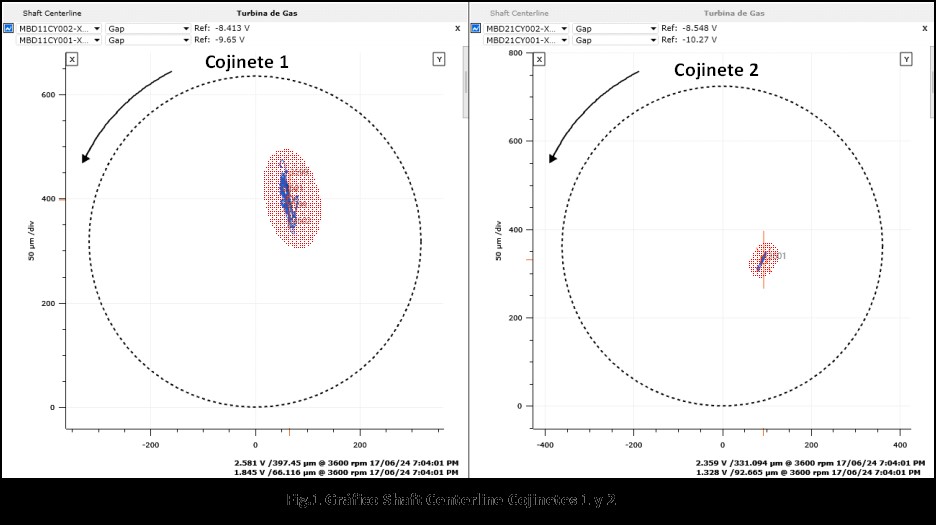 Shaft Centerline Turbina de Gas
MBD11CY002-X... Gap Ref: -8.413 V X
MBD11CY001-X... Gap Ref: -9.65 V
Cojinete 1
X Y
600
400
200
0
50 µm /div
-200 0 200
2.581 V /397.45 µm @ 3600 rpm 17/06/24 7:04:01 PM
1.845 V /66.116 µm @ 3600 rpm 17/06/24 7:04:01 PM
Shaft Centerline Turbina de Gas
MBD21CY002-X... Gap Ref: -8.548 V X
MBD21CY001-X... Gap Ref: -10.27 V
Cojinete 2
X Y
800
600
400
200
0
50 µm /div
-400 -200 0 200 400
2.359 V /331.094 µm @ 3600 rpm 17/06/24 7:04:01 PM
1.328 V /92.665 µm @ 3600 rpm 17/06/24 7:04:01 PM
Fig.1. Gráfico Shaft Centerline Cojinetes 1 y 2